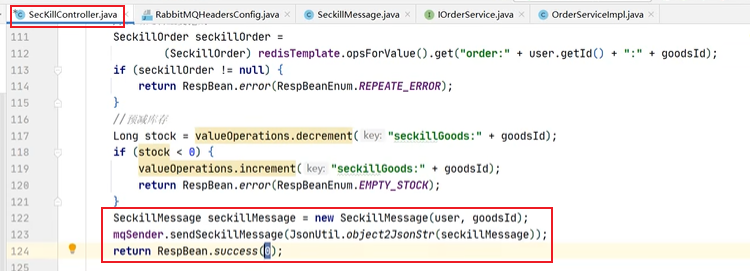 SecKillController.java RabbitMQHeadersConfig.java SeckillMessage.java IOrderService.java OrderServiceImpl.java
111 SeckillOrder seckillOrder =
112 (SeckillOrder) redisTemplate.opsForValue().get("order:" + user.getId() + ":" + goodsId);
113 if (seckillOrder != null) {
114 return RespBean.error(RespBeanEnum.REPEATE_ERROR);
115 }
116 //预减库存
117 Long stock = valueOperations.decrement( key: "seckillGoods:" + goodsId);
118 if (stock < 0) {
119 valueOperations.increment( key: "seckillGoods:" + goodsId);
120 return RespBean.error(RespBeanEnum.EMPTY_STOCK);
121 }
122 SeckillMessage seckillMessage = new SeckillMessage(user, goodsId);
123 mqSender.sendSeckillMessage(JsonUtil.object2JsonStr(seckillMessage));
124 return RespBean.success(0);
125